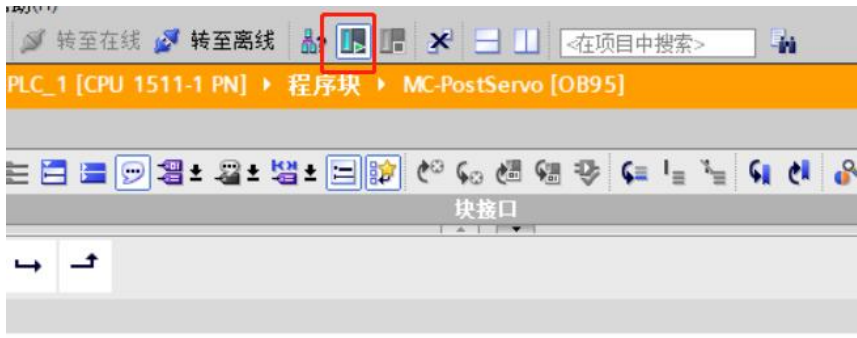 转至在线 转至离线 <在项目中搜索>
PLC_1 [CPU 1511-1 PN] 程序块 MC-PostServo [OB95]
块接口